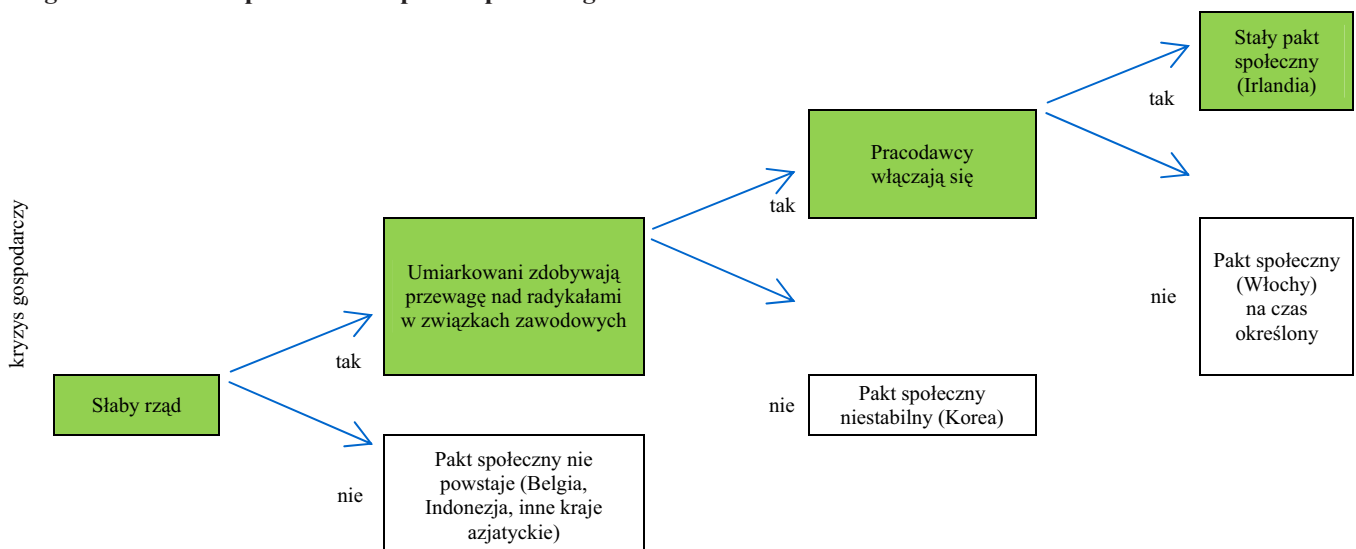 Stały pakt
społeczny
(Irlandia)
tak
Pracodawcy
włączają się
tak
kryzys gospodarczy
Umiarkowani zdobywają
przewagę nad radykałami
w związkach zawodowych
Pakt społeczny
(Włochy)
na czas
określony
nie
tak
Słaby rząd
nie
Pakt społeczny
niestabilny (Korea)
nie
Pakt społeczny nie
powstaje (Belgia,
Indonezja, inne kraje
azjatyckie)